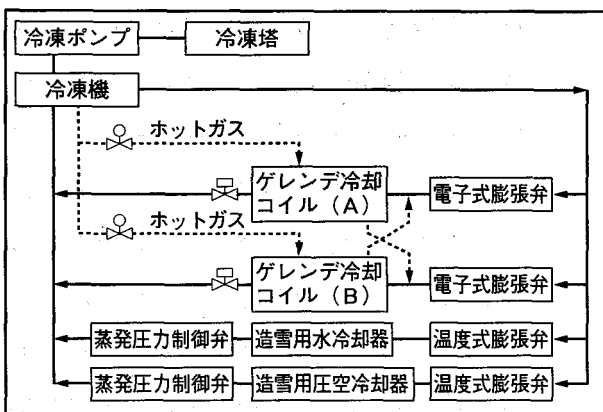 冷凍ポンプ
冷凍塔
冷凍機
ホットガス
ゲレンデ冷却
コイル(A)
電子式膨張弁
ホットガス
ゲレンデ冷却
コイル(B)
電子式膨張弁
蒸発圧力制御弁
造雪用水冷却器
温度式膨張弁
蒸発圧力制御弁
造雪用圧空冷却器
温度式膨張弁